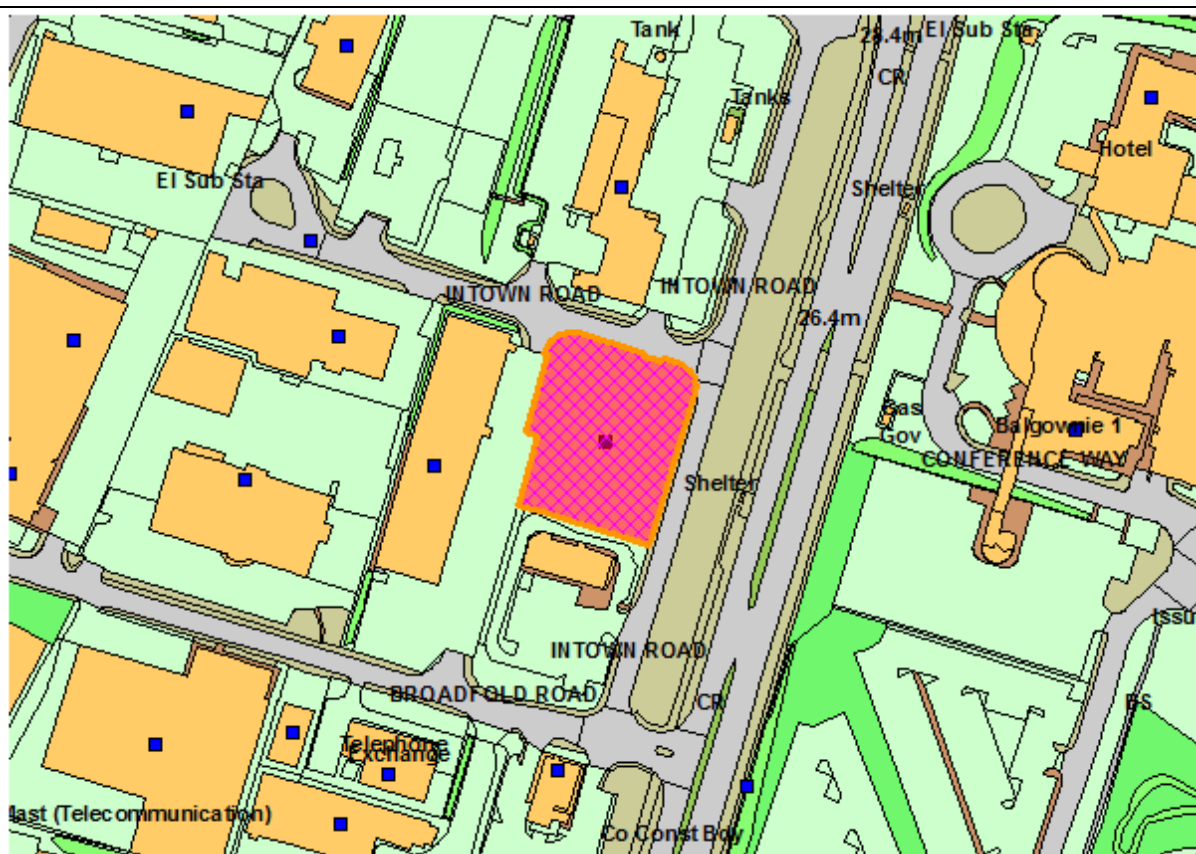 Tank
28.4m
El Sub Sta
CR
Tanks
Hotel
El Sub Sta
Shelter
INTOWN ROAD
INTOWN ROAD
26.4m
Gas
Gov
Balgownie 1
CONFERENCE WAY
Shelter
Issu
INTOWN ROAD
BROADFOLD ROAD
CR
BS
Telephone
Exchange
Mast (Telecommunication)
Co Const Bdy